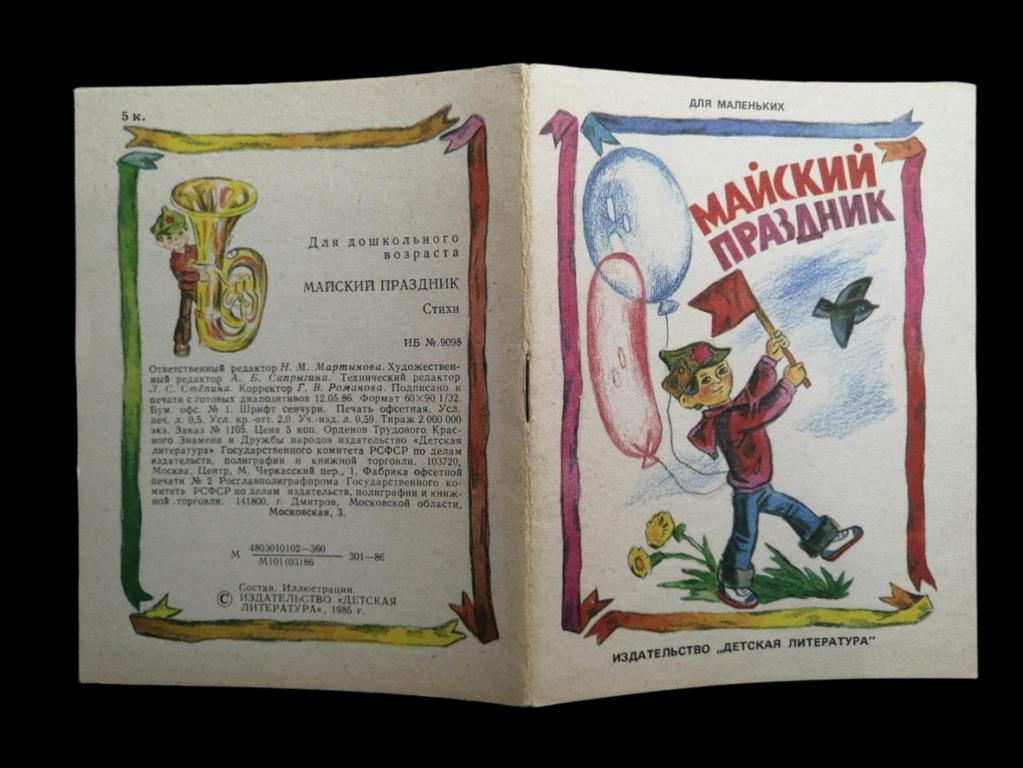 5 к.
Для дошкольного
возраста
МАЙСКИЙ ПРАЗДНИК
Стихи
ИБ № 9098
Ответственный редактор Н. М. Мартынова. Художествен-
ный редактор А. Б. Сапрыгина. Технический редактор
Л. С. Стёпина. Корректор Г. В. Романова. Подписано к
печати с готовых диапозитивов 12.05.86. Формат 60×90 1/32.
Бум. офс. № 1. Шрифт сенчури. Печать офсетная. Усл.
печ. л. 0,5. Усл. кр.-отт. 2,0. Уч.-изд. л. 0,59. Тираж 2 000 000
экз. Заказ № 1105. Цена 5 коп. Орденов Трудового Крас-
ного Знамени и Дружбы народов издательство «Детская
литература» Государственного комитета РСФСР по делам
издательств, полиграфии и книжной торговли. 103720,
Москва, Центр, М. Черкасский пер., 1. Фабрика офсетной
печати № 2 Росглавполиграфпрома Государственного ко-
митета РСФСР по делам издательств, полиграфии и книж-
ной торговли. 141800, г. Дмитров, Московской области,
Московская, 3.
М 4803010102—360 301—86
М101(03)86
Состав. Иллюстрации.
© ИЗДАТЕЛЬСТВО «ДЕТСКАЯ
ЛИТЕРАТУРА», 1986 г.
ДЛЯ МАЛЕНЬКИХ
МАЙСКИЙ
ПРАЗДНИК
ИЗДАТЕЛЬСТВО „ДЕТСКАЯ ЛИТЕРАТУРА"